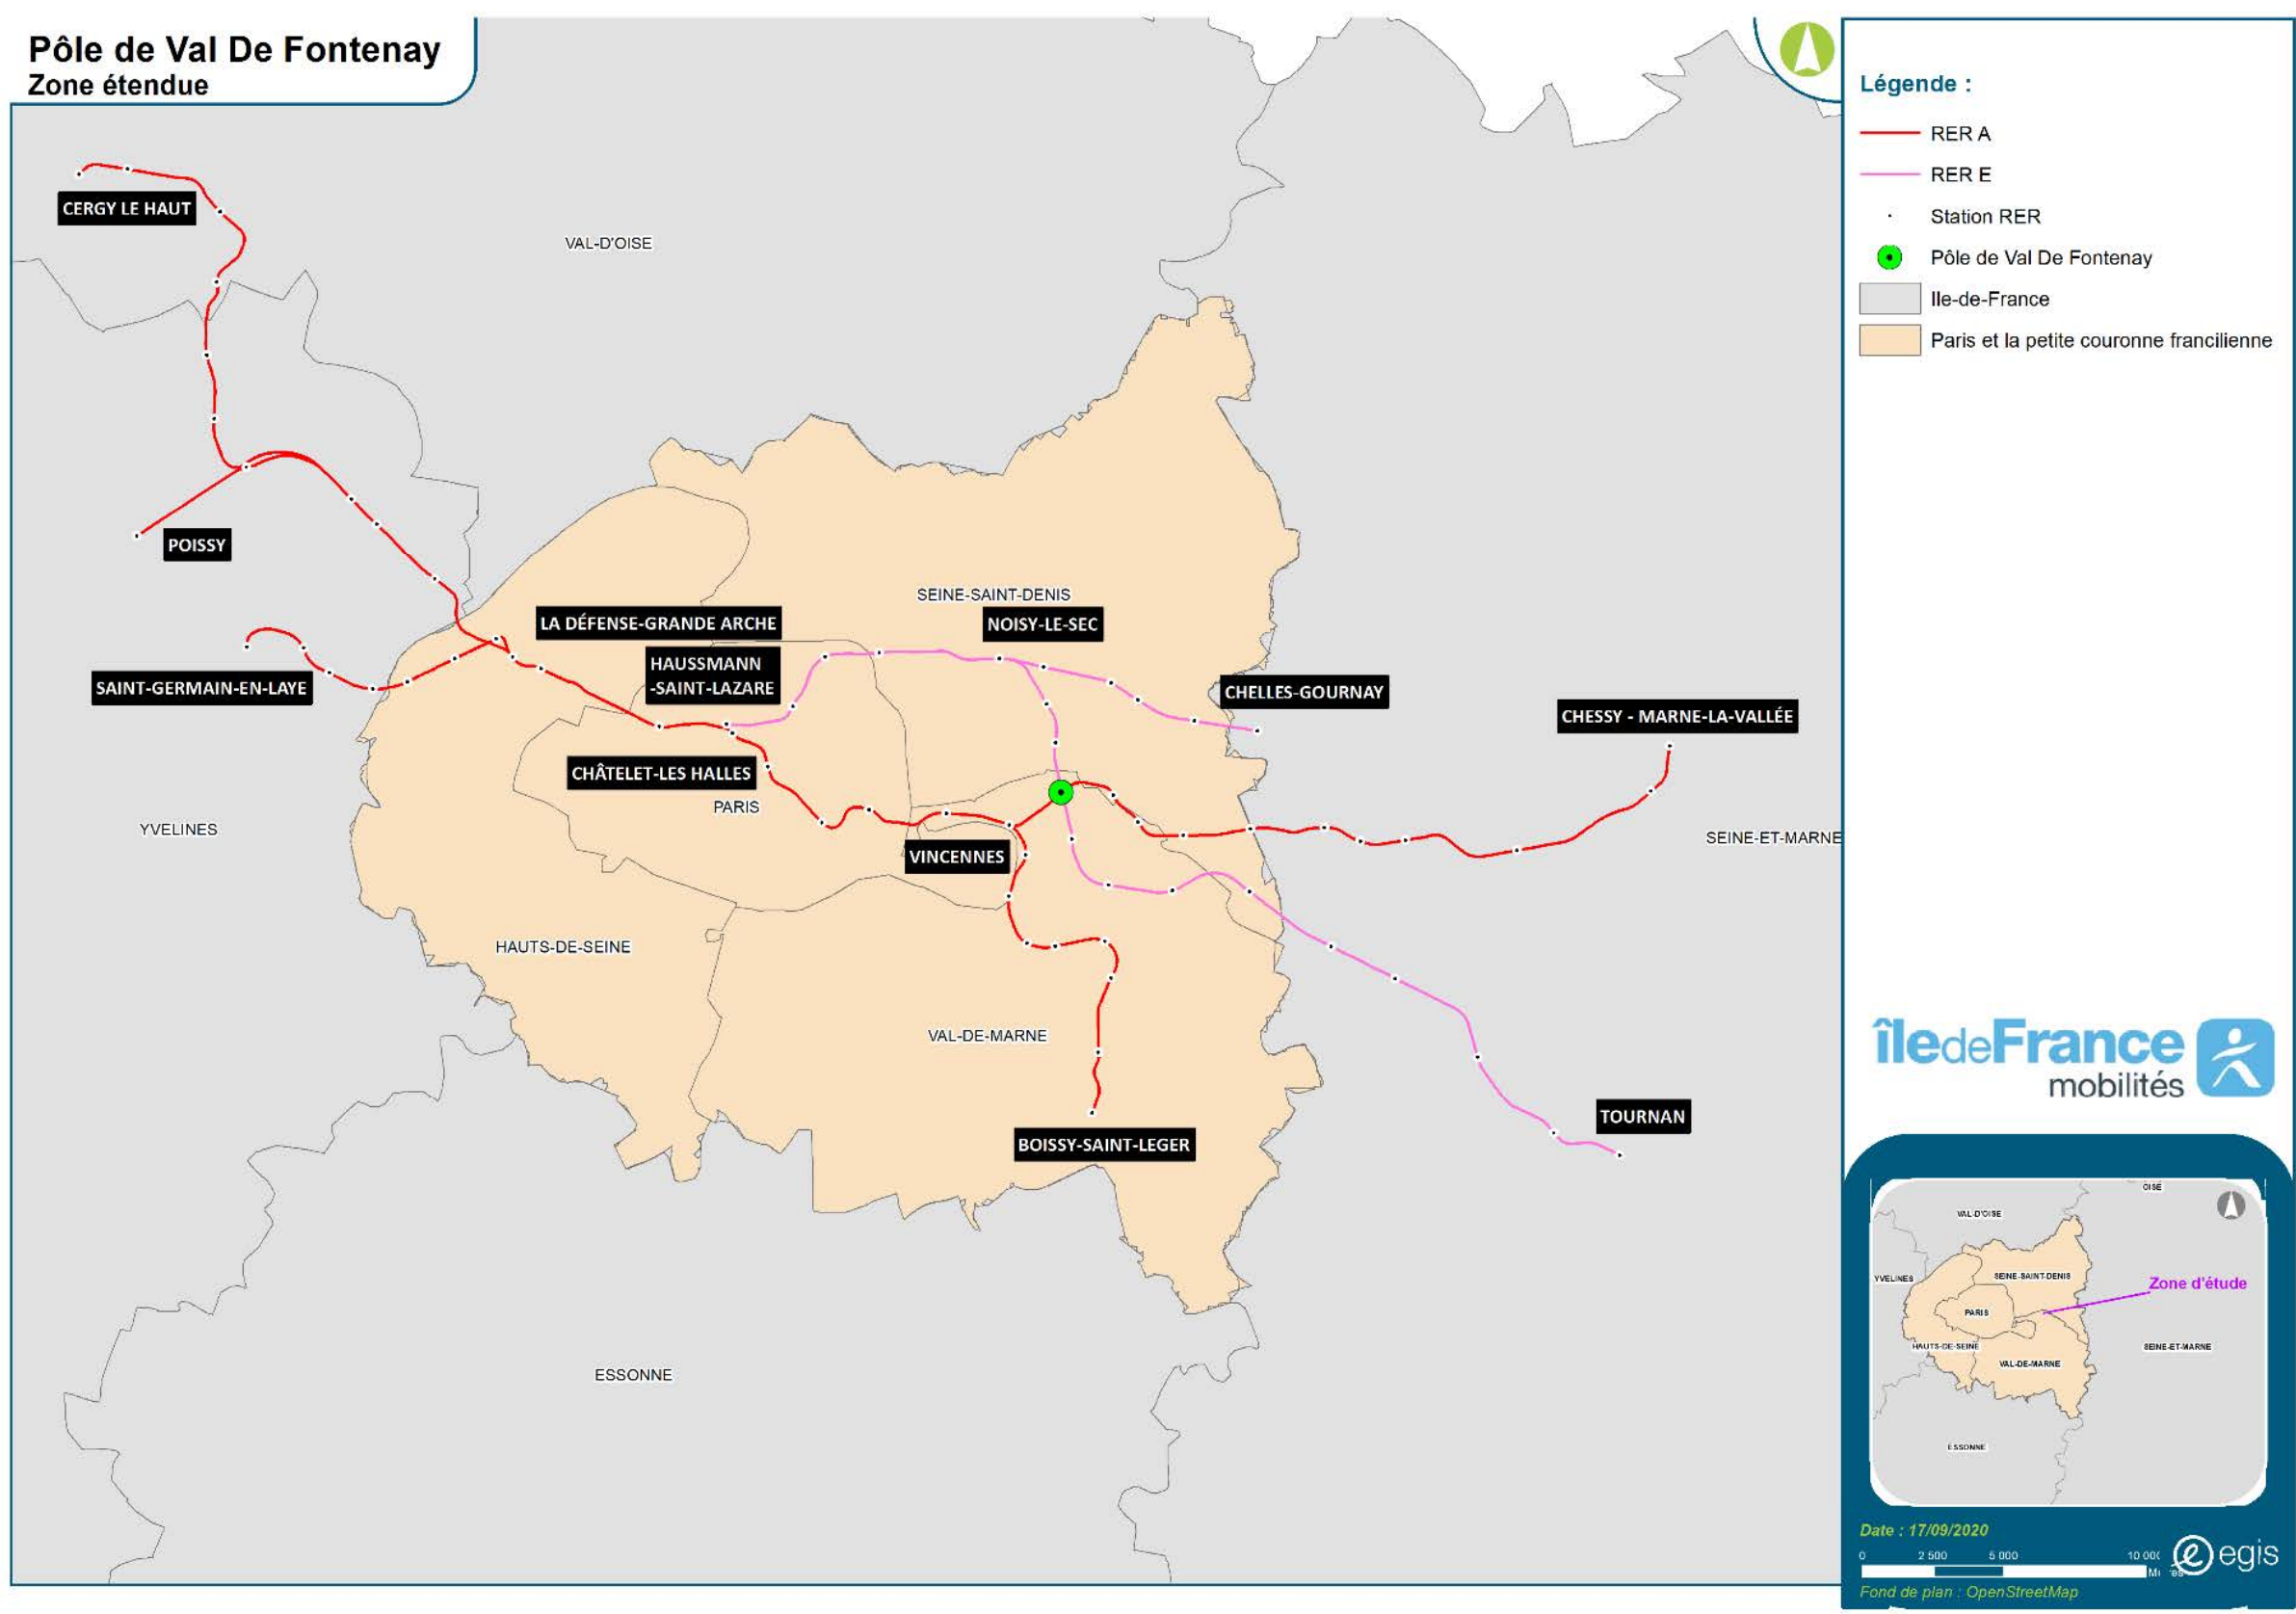 Pôle de Val De Fontenay
Zone étendue
CERGY LE HAUT
VAL-D'OISE
POISSY
SEINE-SAINT-DENIS
LA DÉFENSE-GRANDE ARCHE
NOISY-LE-SEC
HAUSSMANN
-SAINT-LAZARE
SAINT-GERMAIN-EN-LAYE
CHELLES-GOURNAY
CHESSY - MARNE-LA-VALLÉE
CHÂTELET-LES HALLES
PARIS
YVELINES
SEINE-ET-MARNE
VINCENNES
HAUTS-DE-SEINE
VAL-DE-MARNE
TOURNAN
BOISSY-SAINT-LEGER
ESSONNE
Légende :
RER A
RER E
Station RER
Pôle de Val De Fontenay
Ile-de-France
Paris et la petite couronne francilienne
îledeFrance
mobilités
OISE
VAL-D'OISE
YVELINES
SEINE-SAINT-DENIS
Zone d'étude
PARIS
HAUTS-DE-SEINE
SEINE-ET-MARNE
VAL-DE-MARNE
ESSONNE
Date : 17/09/2020
0 2 500 5 000
egis
Fond de plan : OpenStreetMap